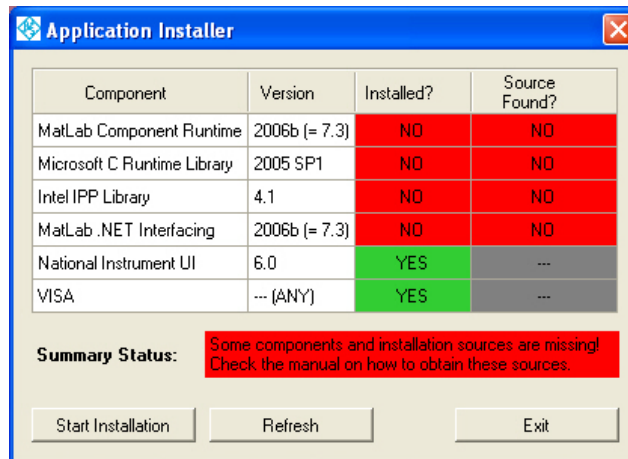 Application Installer
Component Version Installed? Source Found?
MatLab Component Runtime 2006b (= 7.3) NO NO
Microsoft C Runtime Library 2005 SP1 NO NO
Intel IPP Library 4.1 NO NO
MatLab .NET Interfacing 2006b (= 7.3) NO NO
National Instrument UI 6.0 YES ---
VISA --- (ANY) YES ---
Summary Status: Some components and installation sources are missing!
Check the manual on how to obtain these sources.
Start Installation Refresh Exit